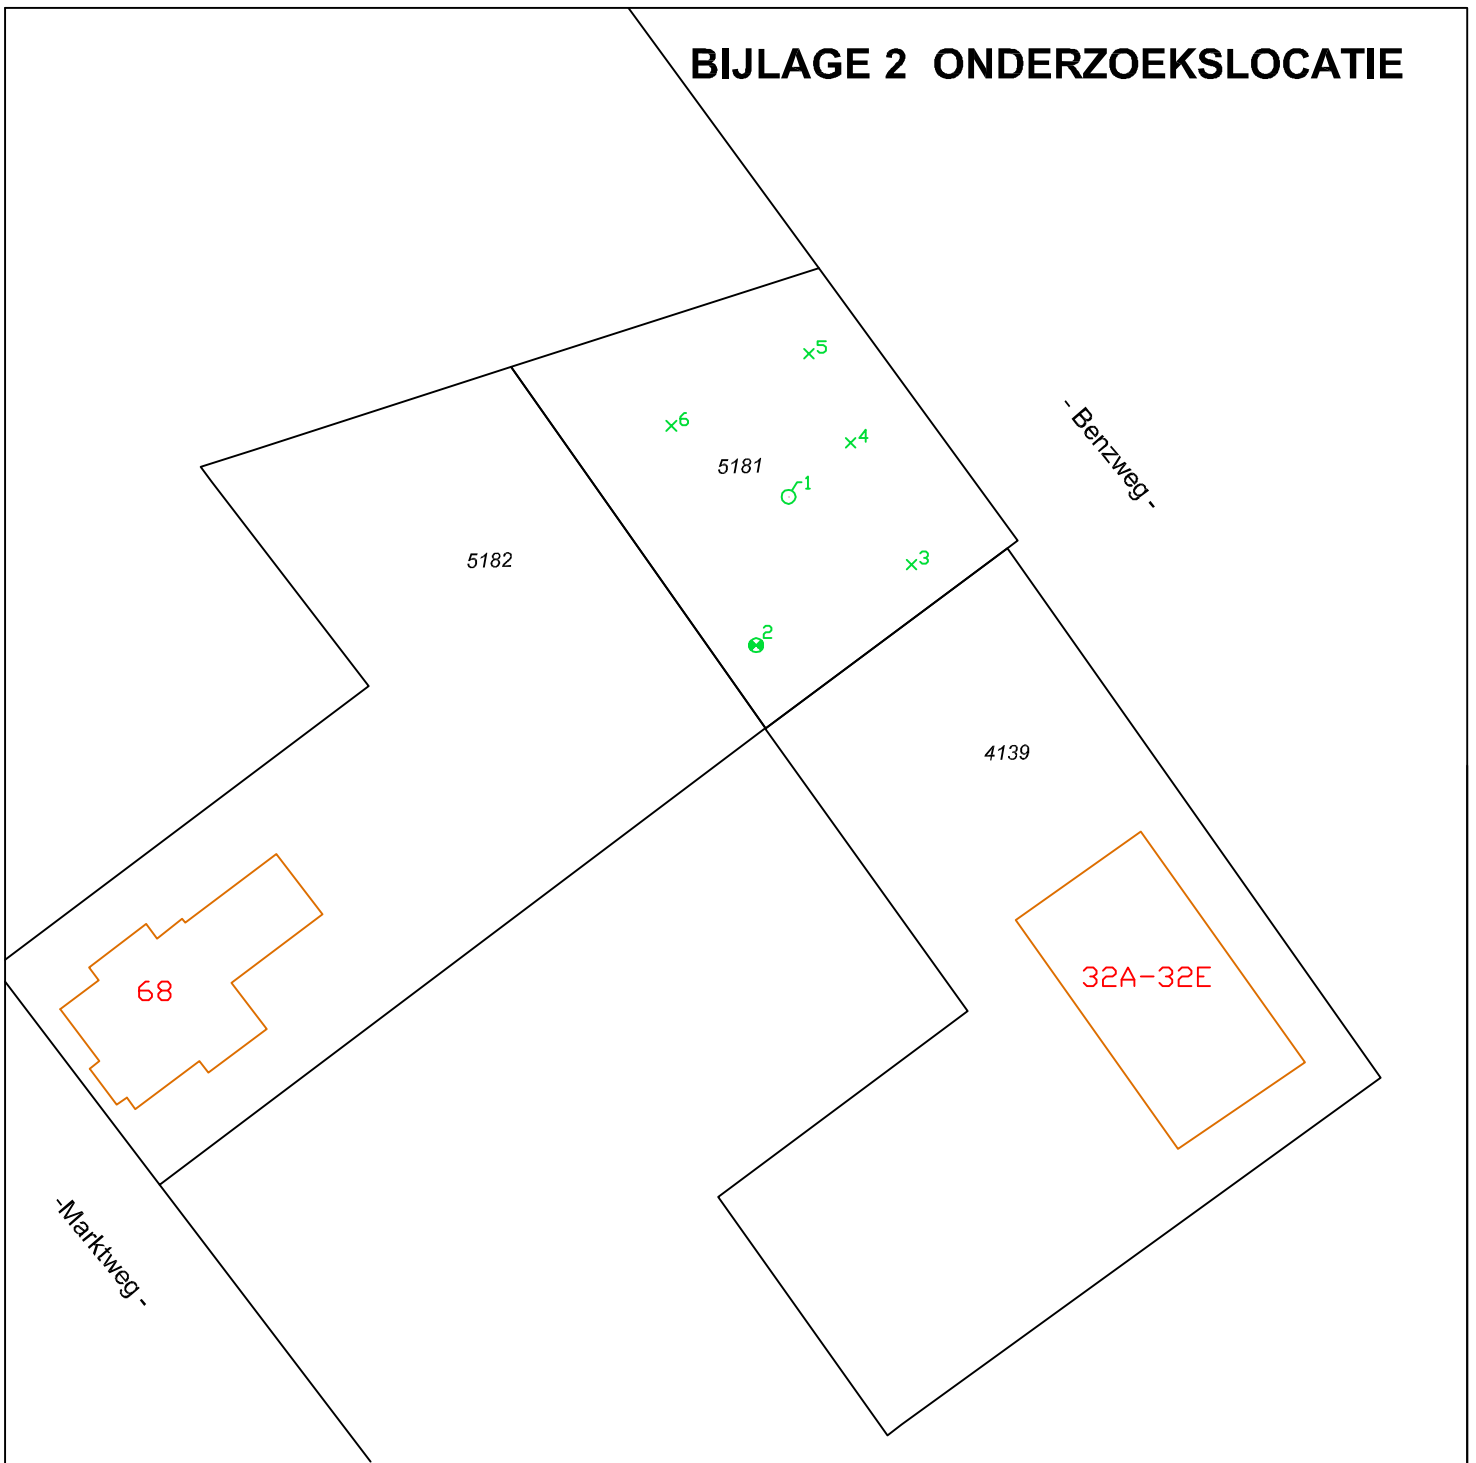 BIJLAGE 2 ONDERZOEKSLOCATIE
5
6
4
- Benzweg -
5181
1
5182
3
2
4139
32A-32E
68
-Marktweg -